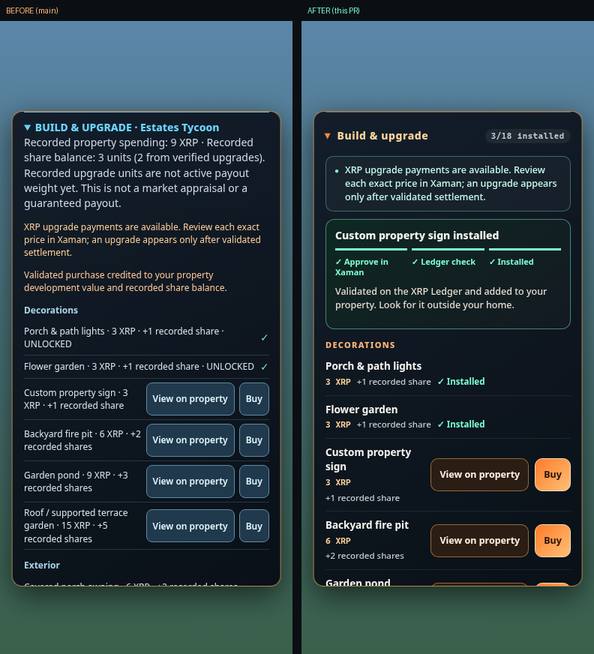 BEFORE (main)
▼ BUILD & UPGRADE · Estates Tycoon
Recorded property spending: 9 XRP · Recorded
share balance: 3 units (2 from verified upgrades).
Recorded upgrade units are not active payout
weight yet. This is not a market appraisal or a
guaranteed payout.
XRP upgrade payments are available. Review each exact
price in Xaman; an upgrade appears only after validated
settlement.
Validated purchase credited to your property
development value and recorded share balance.
Decorations
Porch & path lights · 3 XRP · +1 recorded share ·
UNLOCKED ✓
Flower garden · 3 XRP · +1 recorded share · UNLOCKED ✓
Custom property sign · 3
XRP · +1 recorded share
View on property
Buy
Backyard fire pit · 6 XRP · +2
recorded shares
View on property
Buy
Garden pond · 9 XRP · +3
recorded shares
View on property
Buy
Roof / supported terrace
garden · 15 XRP · +5
recorded shares
View on property
Buy
Exterior
AFTER (this PR)
▼ Build & upgrade
3/18 installed
• XRP upgrade payments are available. Review
each exact price in Xaman; an upgrade appears
only after validated settlement.
Custom property sign installed
✓ Approve in
Xaman
✓ Ledger check
✓ Installed
Validated on the XRP Ledger and added to your
property. Look for it outside your home.
DECORATIONS
Porch & path lights
3 XRP +1 recorded share ✓ Installed
Flower garden
3 XRP +1 recorded share ✓ Installed
Custom property
sign
3 XRP
+1 recorded share
View on property
Buy
Backyard fire pit
6 XRP
+2 recorded shares
View on property
Buy
Garden pond